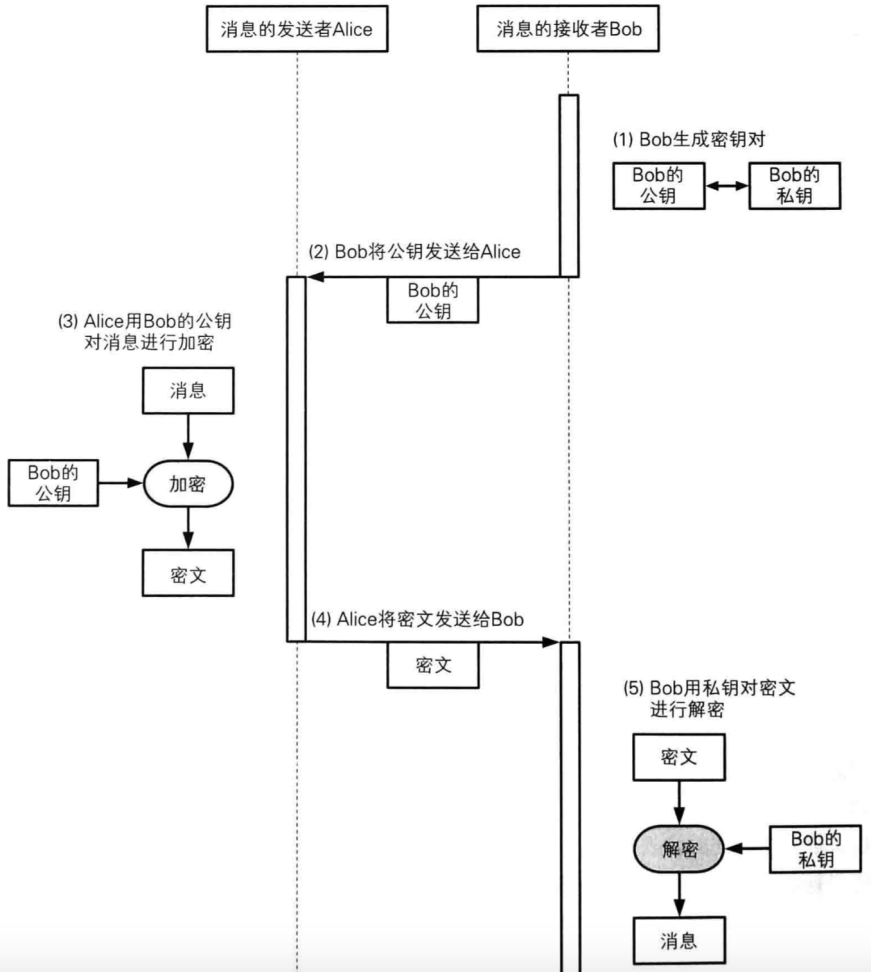 消息的发送者Alice
消息的接收者Bob
(1) Bob生成密钥对
Bob的
公钥
Bob的
私钥
(2) Bob将公钥发送给Alice
Bob的
公钥
(3) Alice用Bob的公钥
对消息进行加密
消息
Bob的
公钥
加密
密文
(4) Alice将密文发送给Bob
密文
(5) Bob用私钥对密文
进行解密
密文
解密
Bob的
私钥
消息